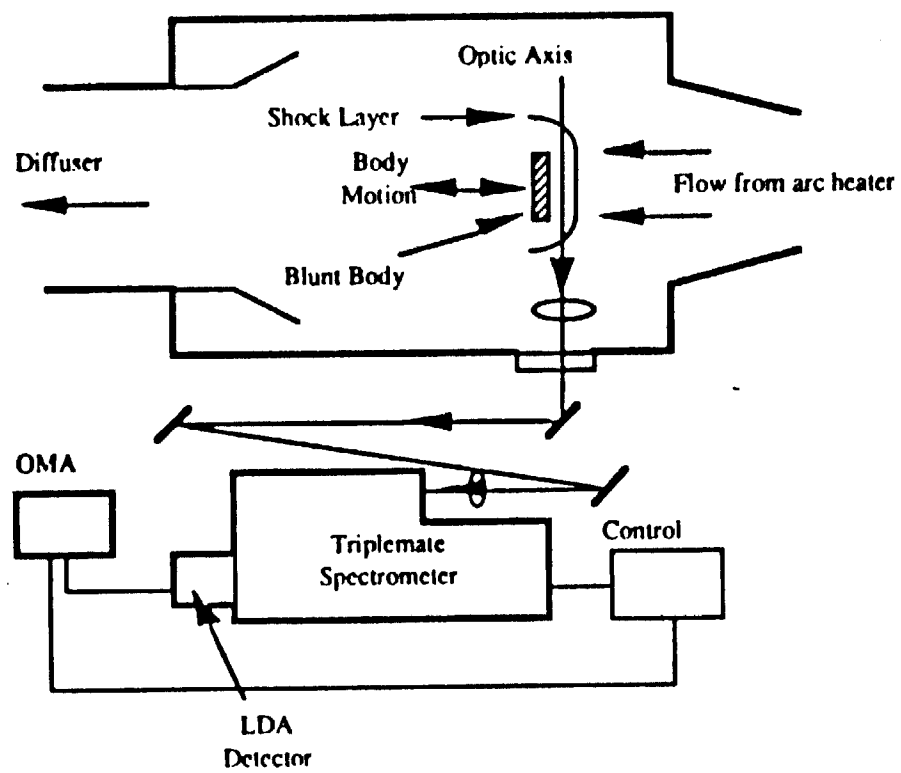 Optic Axis
Shock Layer
Diffuser
Body
Motion
Flow from arc heater
Blunt Body
OMA
Triplemate
Spectrometer
Control
LDA
Detector